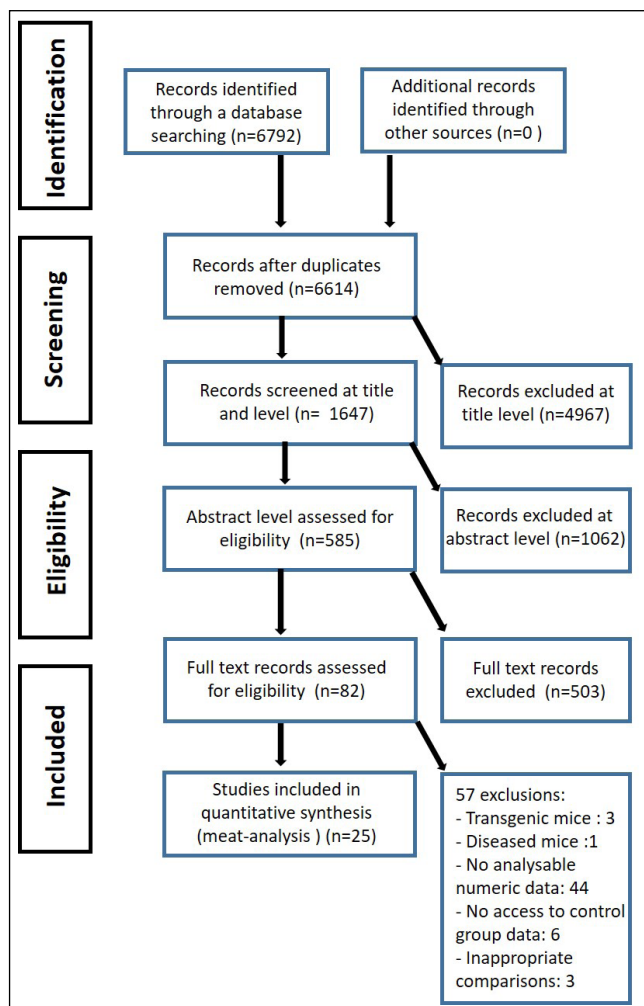 Identification
Records identified
through a database
searching (n=6792)
Additional records
identified through
other sources (n=0 )
Screening
Records after duplicates
removed (n=6614)
Records screened at title
and level (n= 1647)
Records excluded at
title level (n=4967)
Eligibility
Abstract level assessed for
eligibility (n=585)
Records excluded at
abstract level (n=1062)
Included
Full text records assessed
for eligibility (n=82)
Full text records
excluded (n=503)
Studies included in
quantitative synthesis
(meat-analysis ) (n=25)
57 exclusions:
- Transgenic mice : 3
- Diseased mice :1
- No analysable
numeric data: 44
- No access to control
group data: 6
- Inappropriate
comparisons: 3